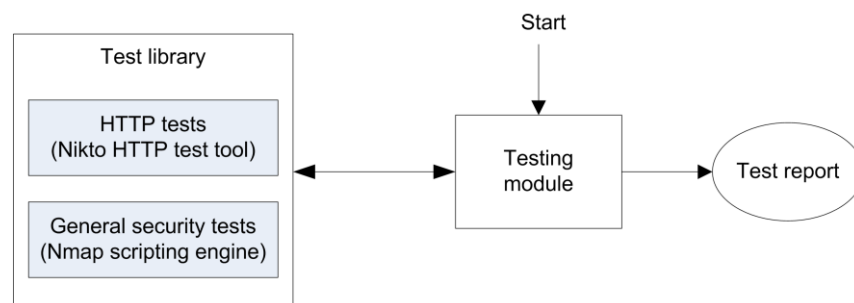 Start
Test library
HTTP tests
(Nikto HTTP test tool)
General security tests
(Nmap scripting engine)
Testing
module
Test report